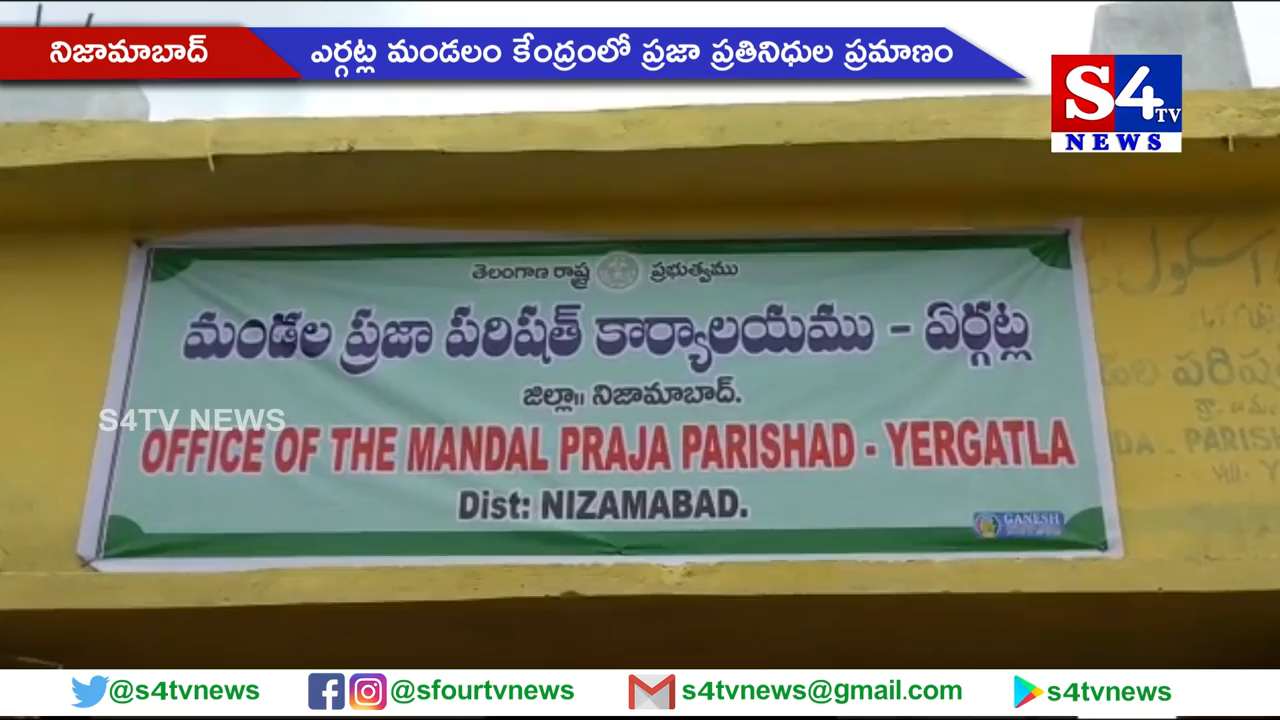 నిజామాబాద్ ఎర్గట్ల మండలం కేంద్రంలో ప్రజా ప్రతినిధుల ప్రమాణం
S4 TV
NEWS
తెలంగాణ రాష్ట్ర ప్రభుత్వము
మండల ప్రజా పరిషత్ కార్యాలయము - ఏర్గట్ల
జిల్లా॥ నిజామాబాద్.
S4TV NEWS
OFFICE OF THE MANDAL PRAJA PARISHAD - YERGATLA
Dist: NIZAMABAD.
GANESH
పరిష
PARISH
@s4tvnews @sfourtvnews s4tvnews@gmail.com s4tvnews